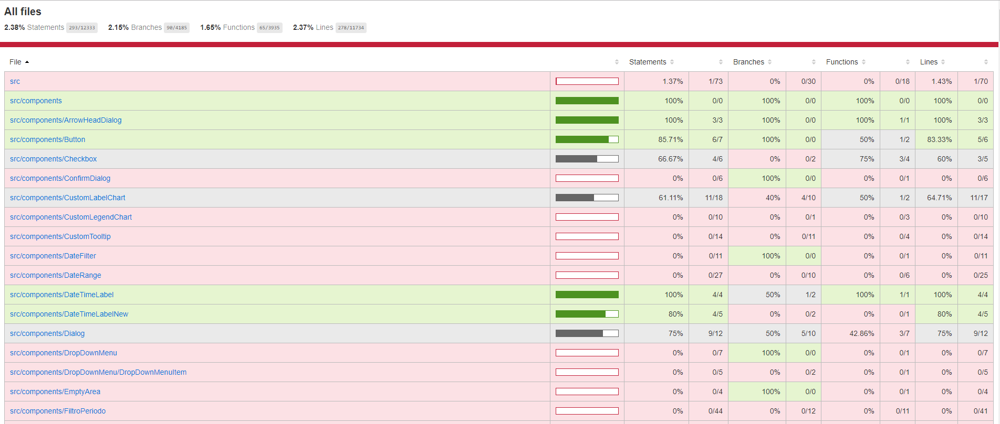 All files
2.38% Statements 293/12333 2.15% Branches 90/4185 1.65% Functions 65/3935 2.37% Lines 278/11734
File Statements Branches Functions Lines
src 1.37% 1/73 0% 0/30 0% 0/18 1.43% 1/70
src/components 100% 0/0 100% 0/0 100% 0/0 100% 0/0
src/components/ArrowHeadDialog 100% 3/3 100% 0/0 100% 1/1 100% 3/3
src/components/Button 85.71% 6/7 100% 0/0 50% 1/2 83.33% 5/6
src/components/Checkbox 66.67% 4/6 0% 0/2 75% 3/4 60% 3/5
src/components/ConfirmDialog 0% 0/6 100% 0/0 0% 0/1 0% 0/6
src/components/CustomLabelChart 61.11% 11/18 40% 4/10 50% 1/2 64.71% 11/17
src/components/CustomLegendChart 0% 0/10 0% 0/1 0% 0/3 0% 0/10
src/components/CustomTooltip 0% 0/14 0% 0/11 0% 0/4 0% 0/14
src/components/DateFilter 0% 0/11 100% 0/0 0% 0/1 0% 0/11
src/components/DateRange 0% 0/27 0% 0/10 0% 0/6 0% 0/25
src/components/DateTimeLabel 100% 4/4 50% 1/2 100% 1/1 100% 4/4
src/components/DateTimeLabelNew 80% 4/5 0% 0/2 0% 0/1 80% 4/5
src/components/Dialog 75% 9/12 50% 5/10 42.86% 3/7 75% 9/12
src/components/DropDownMenu 0% 0/7 100% 0/0 0% 0/1 0% 0/7
src/components/DropDownMenu/DropDownMenuItem 0% 0/5 0% 0/2 0% 0/1 0% 0/5
src/components/EmptyArea 0% 0/4 100% 0/0 0% 0/1 0% 0/4
src/components/FiltroPeriodo 0% 0/44 0% 0/12 0% 0/11 0% 0/41